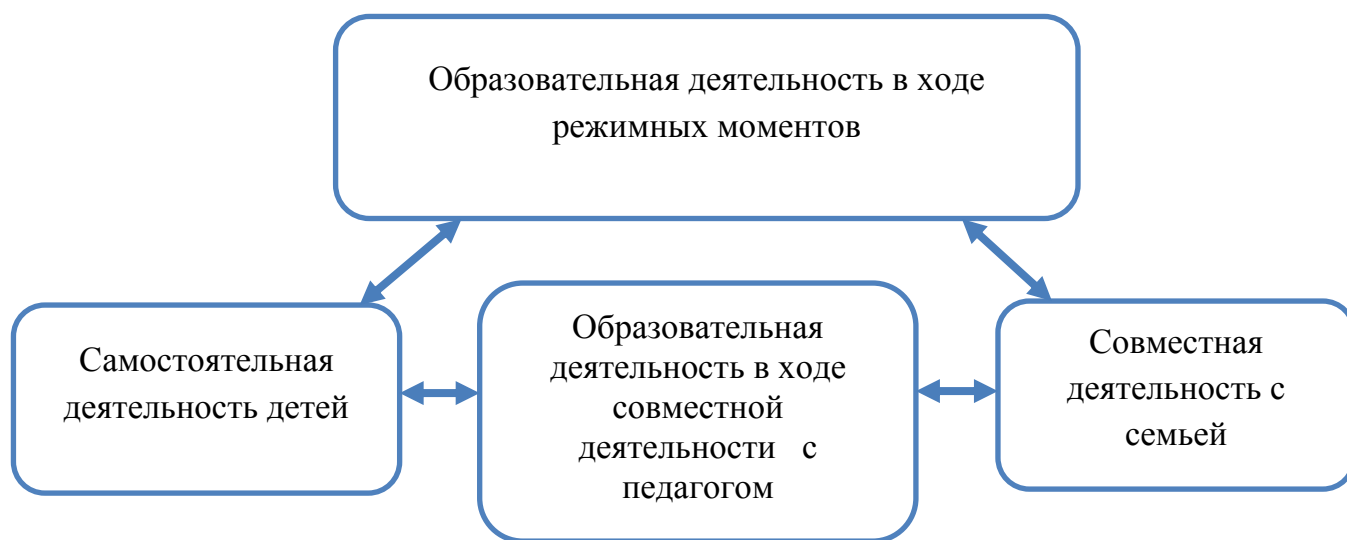 Образовательная деятельность в ходе
режимных моментов
Самостоятельная
деятельность детей
Образовательная
деятельность в ходе
совместной
деятельности с
педагогом
Совместная
деятельность с
семьей